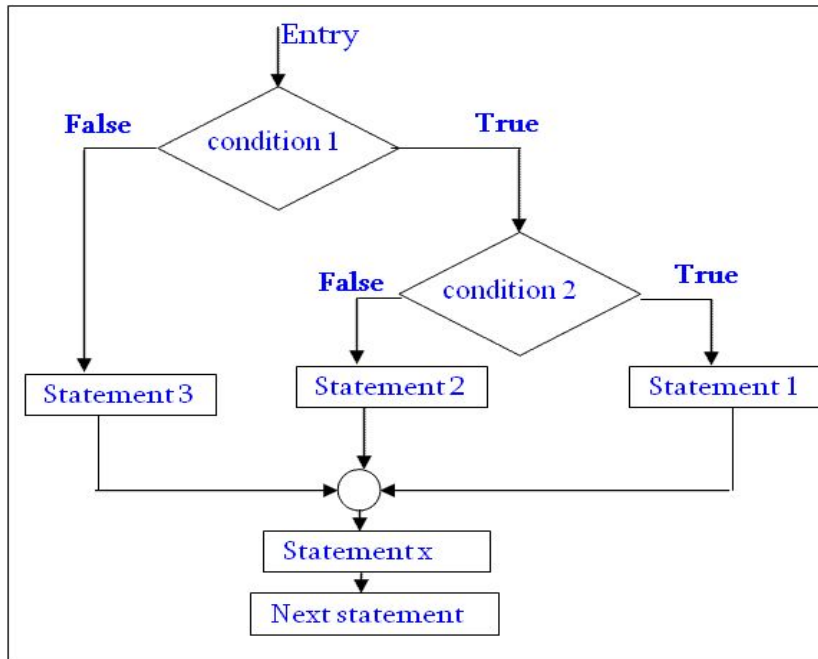 Entry
False
True
condition 1
False
True
condition 2
Statement 3
Statement 2
Statement 1
Statement x
Next statement